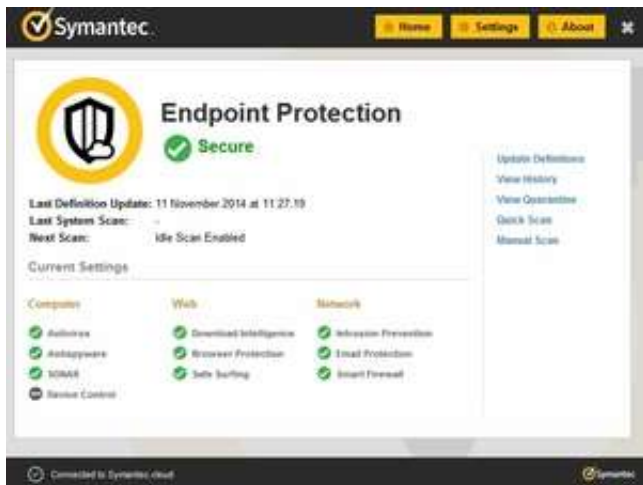 Symantec.
Home
Settings
About
Endpoint Protection
Secure
Update Definitions
View History
View Quarantine
Quick Scan
Manual Scan
Last Definition Update: 11 November 2014 at 11:27:19
Last System Scan: -
Next Scan: Idle Scan Enabled
Current Settings
Computer
Web
Network
Antivirus
Download Intelligence
Intrusion Prevention
Antispyware
Browser Protection
Email Protection
SONAR
Safe Surfing
Smart Firewall
Device Control
Connected to Symantec.cloud
Symantec